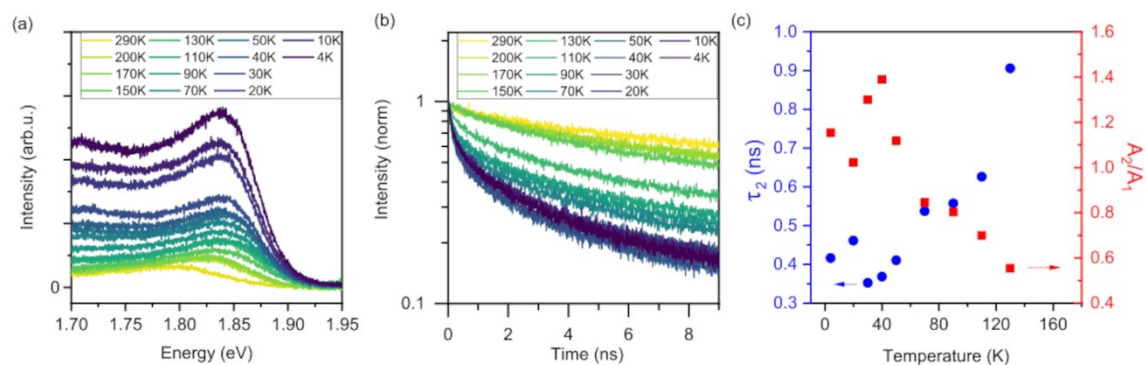 (a)
290K 130K 50K 10K
200K 110K 40K 4K
170K 90K 30K
150K 70K 20K
Intensity (arb.u.)
0
1.70 1.75 1.80 1.85 1.90 1.95
Energy (eV)
(b)
290K 130K 50K 10K
200K 110K 40K 4K
170K 90K 30K
150K 70K 20K
Intensity (norm)
1
0.1
0 2 4 6 8
Time (ns)
(c)
τ2 (ns)
1.0
0.9
0.8
0.7
0.6
0.5
0.4
0.3
0 40 80 120 160
Temperature (K)
1.6
1.4
1.2
1.0
0.8
0.6
0.4
A2/A1